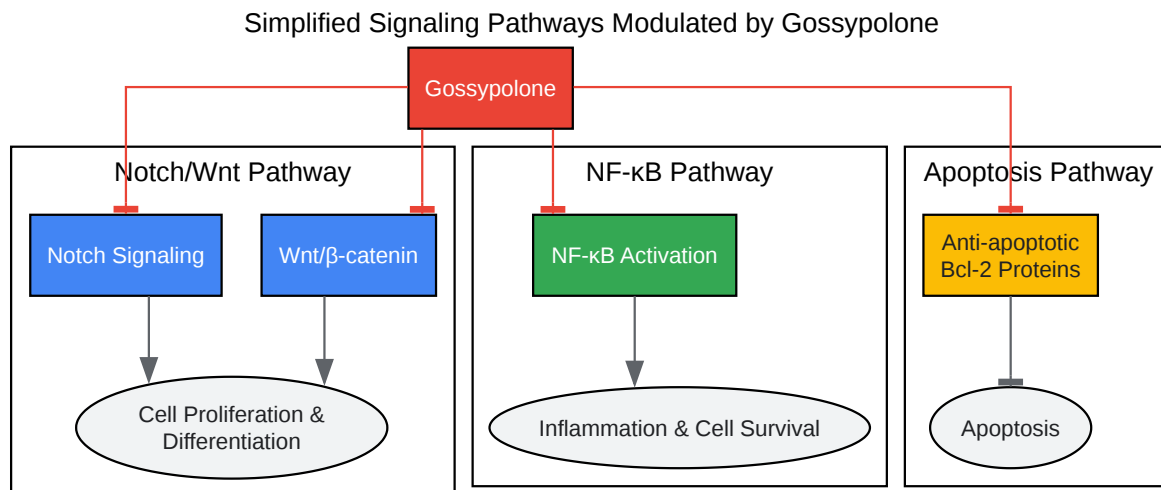 Simplified Signaling Pathways Modulated by Gossypolone
Gossypolone
Notch/Wnt Pathway
NF-κB Pathway
Apoptosis Pathway
Notch Signaling
Wnt/β-catenin
NF-κB Activation
Anti-apoptotic
Bcl-2 Proteins
Cell Proliferation &
Differentiation
Inflammation & Cell Survival
Apoptosis